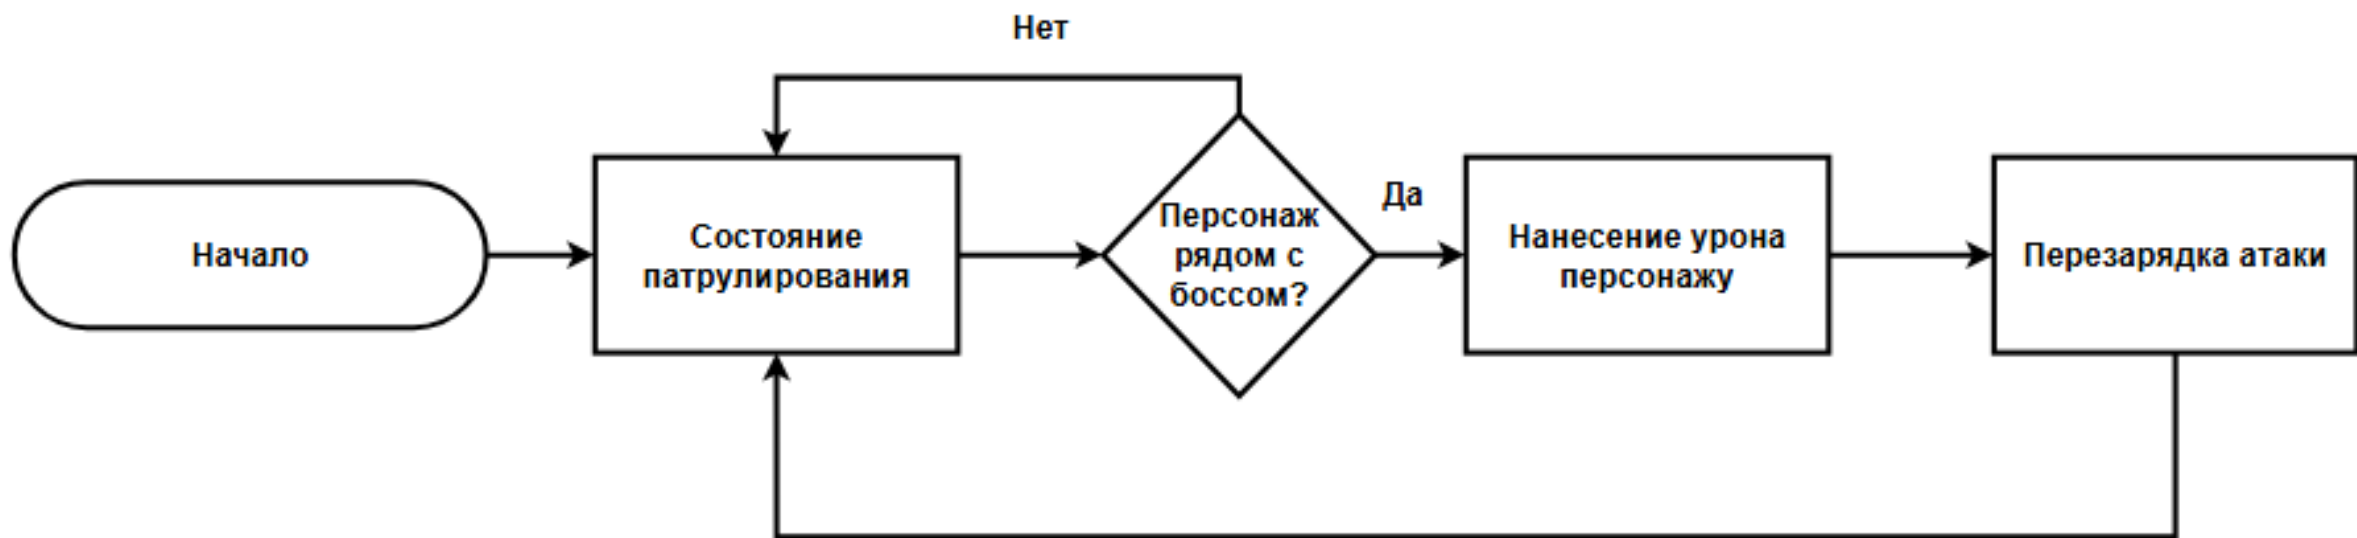 Нет
Начало
Состояние
патрулирования
Персонаж
рядом с
боссом?
Да
Нанесение урона
персонажу
Перезарядка атаки